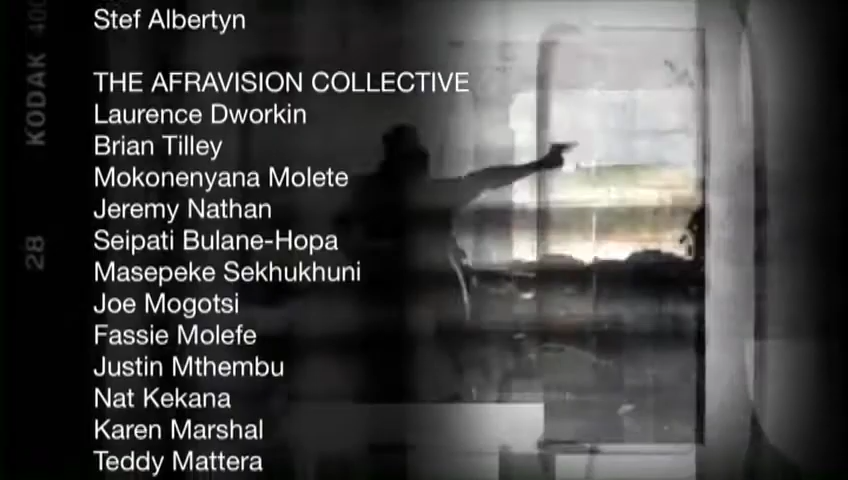 Stef Albertyn
THE AFRAVISION COLLECTIVE
Laurence Dworkin
Brian Tilley
Mokonenyana Molete
Jeremy Nathan
Seipati Bulane-Hopa
Masepeke Sekhukhuni
Joe Mogotsi
Fassie Molefe
Justin Mthembu
Nat Kekana
Karen Marshal
Teddy Mattera
KODAK 400
28